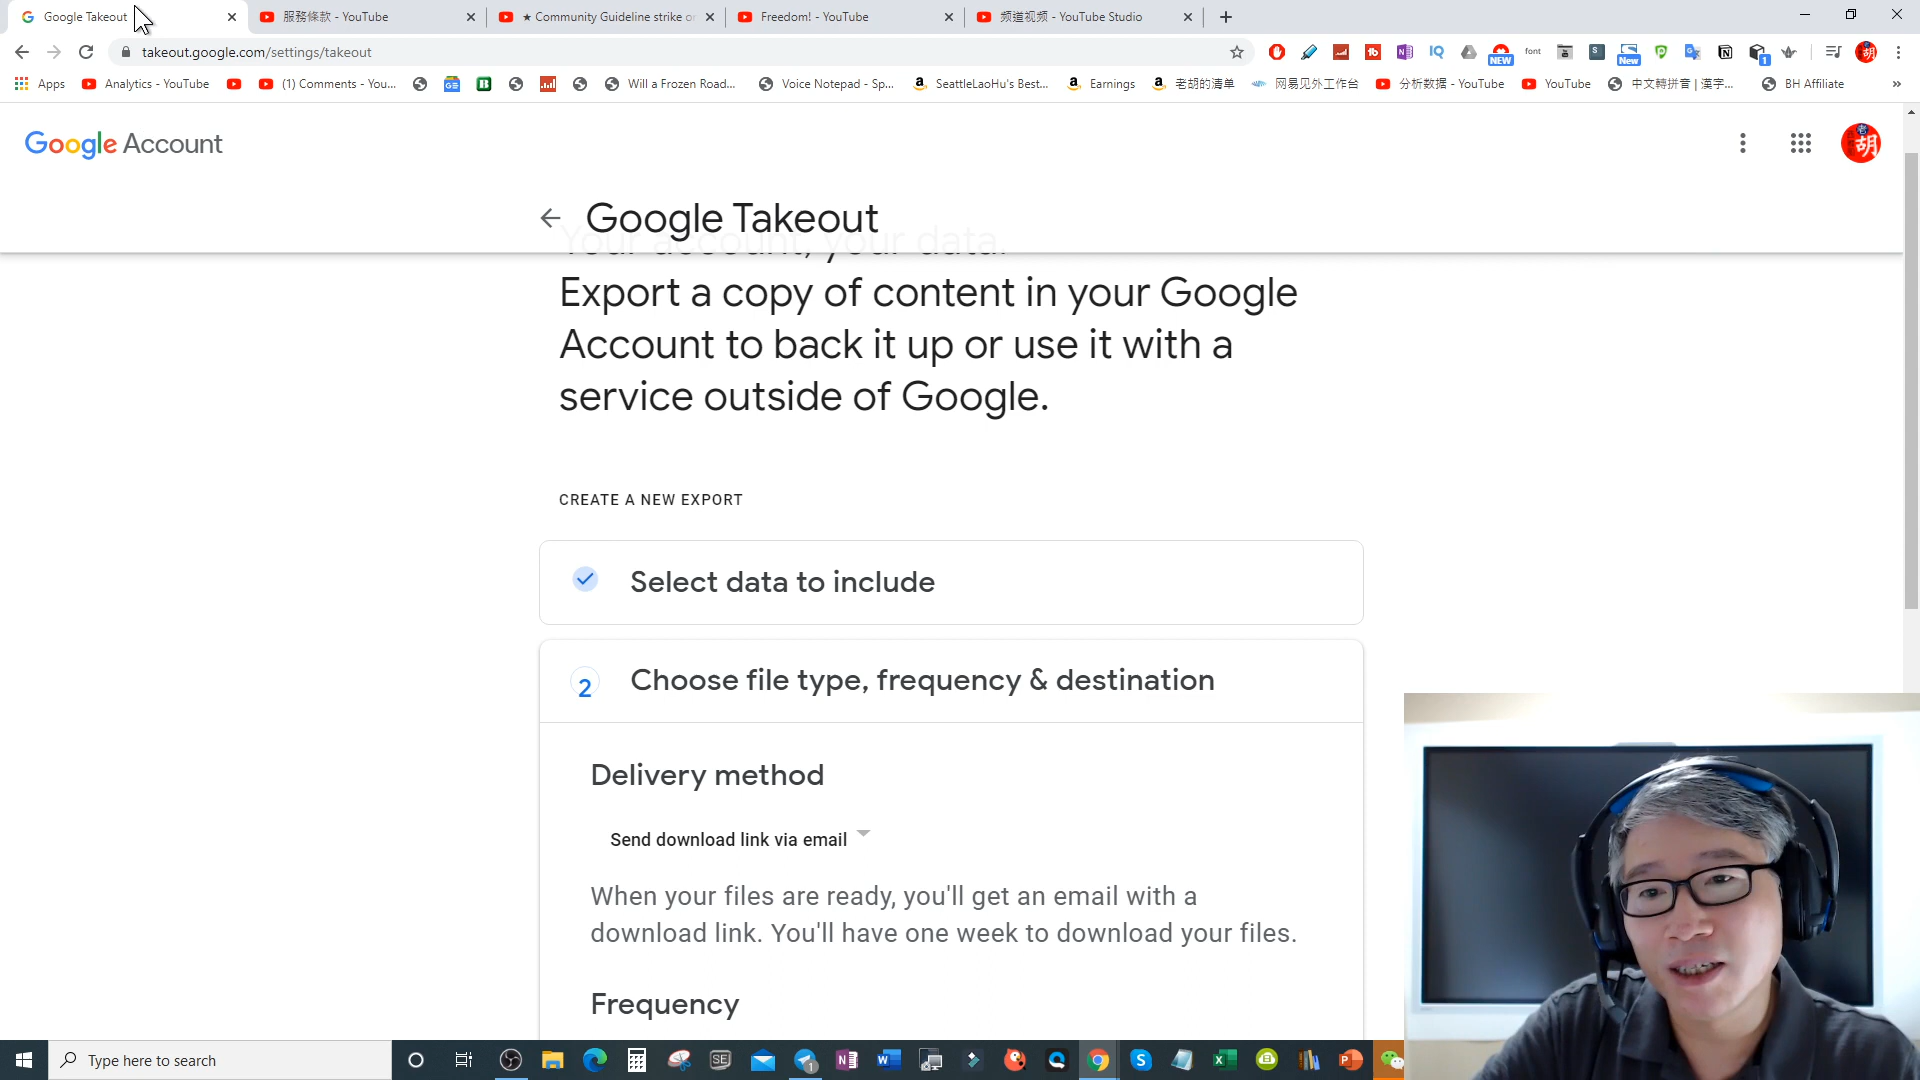 Google Takeout
服務條款 - YouTube
★ Community Guideline strike or
Freedom! - YouTube
频道视频 - YouTube Studio
takeout.google.com/settings/takeout
font
NEW
New
1
Apps
Analytics - YouTube
(1) Comments - You...
Will a Frozen Road...
Voice Notepad - Sp...
SeattleLaoHu's Best...
Earnings
老胡的清单
网易见外工作台
分析数据 - YouTube
YouTube
中文轉拼音 | 漢字...
BH Affiliate
Google Account
胡
Google Takeout
Your account, your data.
Export a copy of content in your Google
Account to back it up or use it with a
service outside of Google.
CREATE A NEW EXPORT
Select data to include
2 Choose file type, frequency & destination
Delivery method
Send download link via email
When your files are ready, you'll get an email with a
download link. You'll have one week to download your files.
Frequency
Type here to search